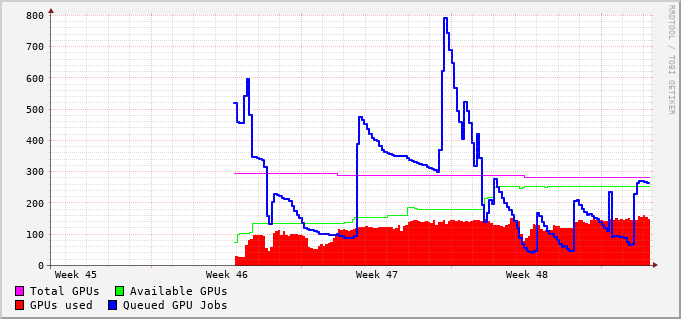 800
700
600
500
400
300
200
100
0
Week 45 Week 46 Week 47 Week 48
Total GPUs Available GPUs
GPUs used Queued GPU Jobs
RRDTOOL / TOBI OETIKER